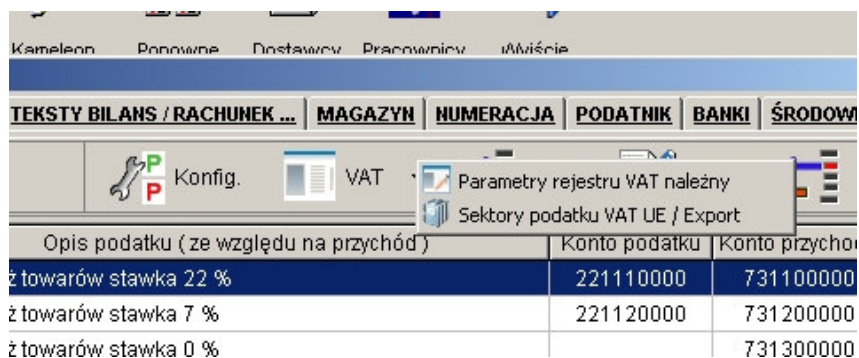 Kameleon Ponowne Dostawcy Pracownicy Wyjście
TEKSTY BILANS / RACHUNEK ... MAGAZYN NUMERACJA PODATNIK BANKI ŚRODOW
P
P Konfig. VAT
Parametry rejestru VAT należny
Sektory podatku VAT UE / Export
Opis podatku ( ze względu na przychód ) Konto podatku Konto przychod
ż towarów stawka 22 % 221110000 731100000
ż towarów stawka 7 % 221120000 731200000
ż towarów stawka 0 % 731300000